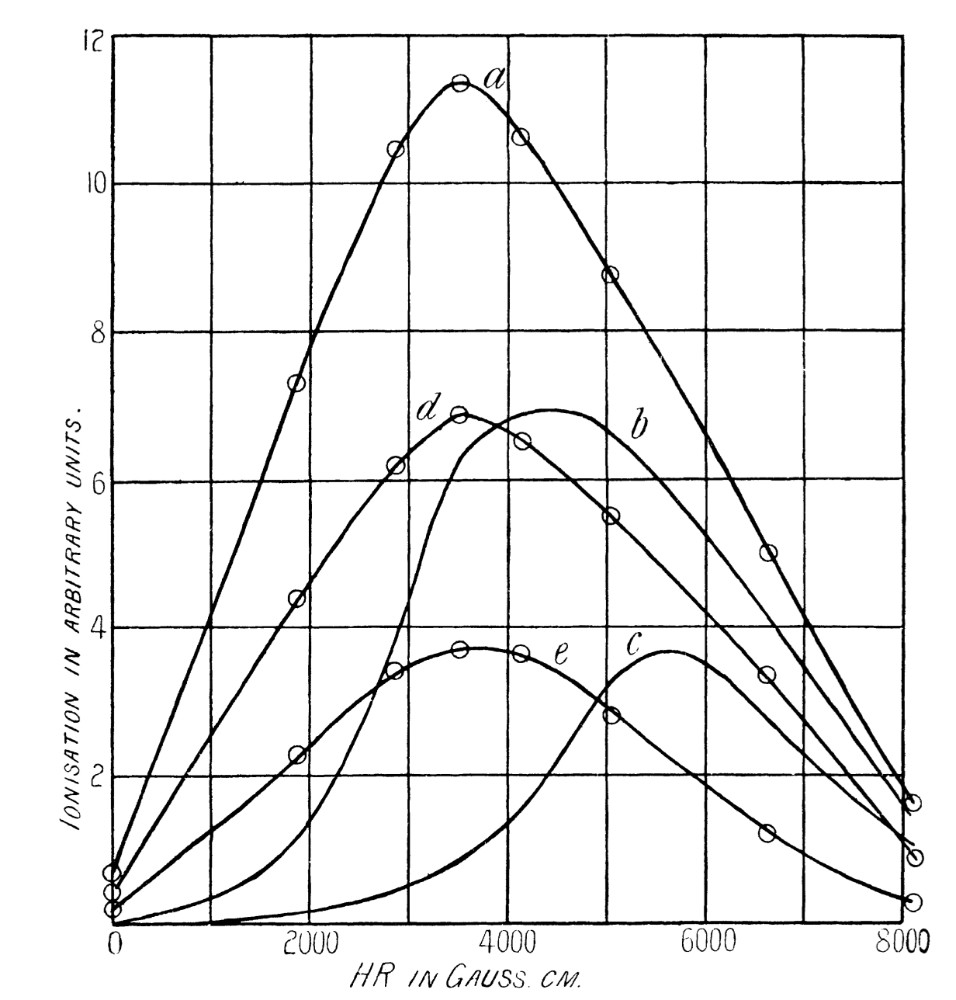 12
a
10
8
d
b
6
4
e
c
2
IONISATION IN ARBITRARY UNITS.
0 2000 4000 6000 8000
HR IN GAUSS. CM.